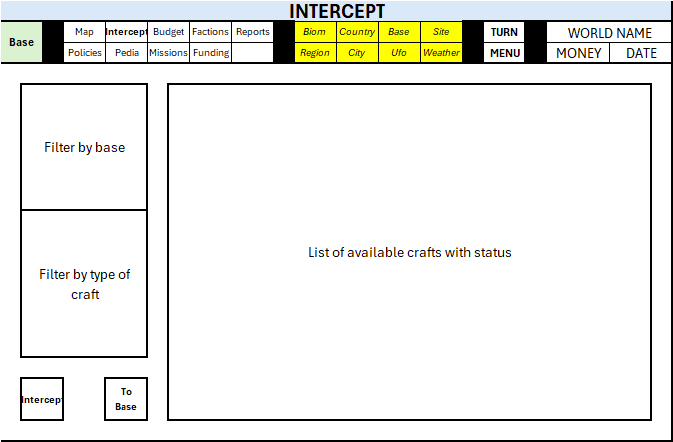 INTERCEPT
Base
Map Intercept Budget Factions Reports
Policies Pedia Missions Funding
Biom Country Base Site
Region City Ufo Weather
TURN
MENU
WORLD NAME
MONEY DATE
Filter by base
Filter by type of
craft
List of available crafts with status
Intercept
To
Base